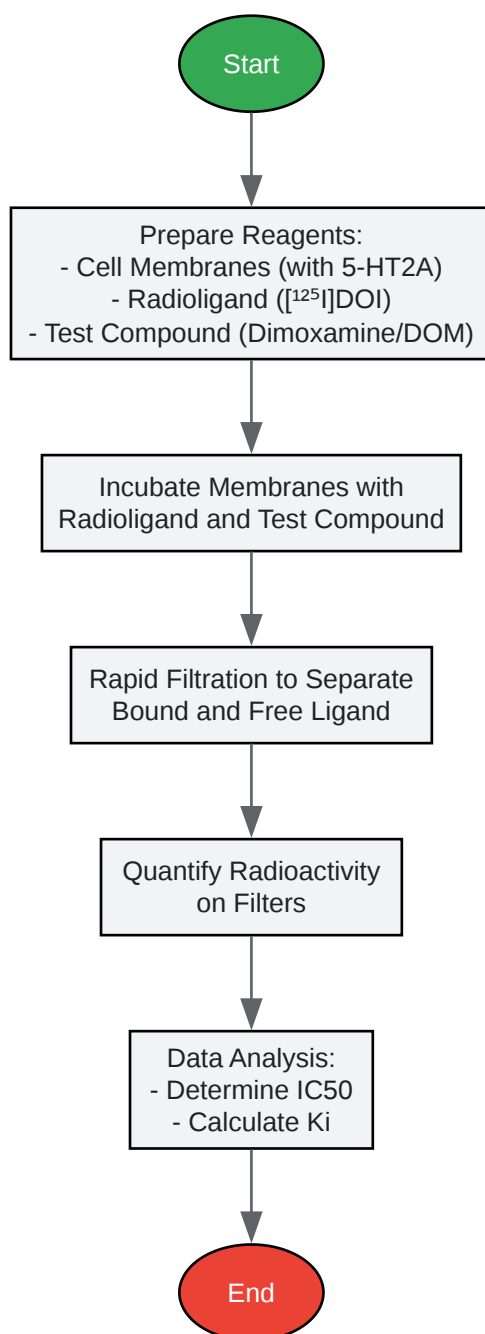 Start
Prepare Reagents:
- Cell Membranes (with 5-HT2A)
- Radioligand ([¹²⁵I]DOI)
- Test Compound (Dimoxamine/DOM)
Incubate Membranes with
Radioligand and Test Compound
Rapid Filtration to Separate
Bound and Free Ligand
Quantify Radioactivity
on Filters
Data Analysis:
- Determine IC50
- Calculate Ki
End